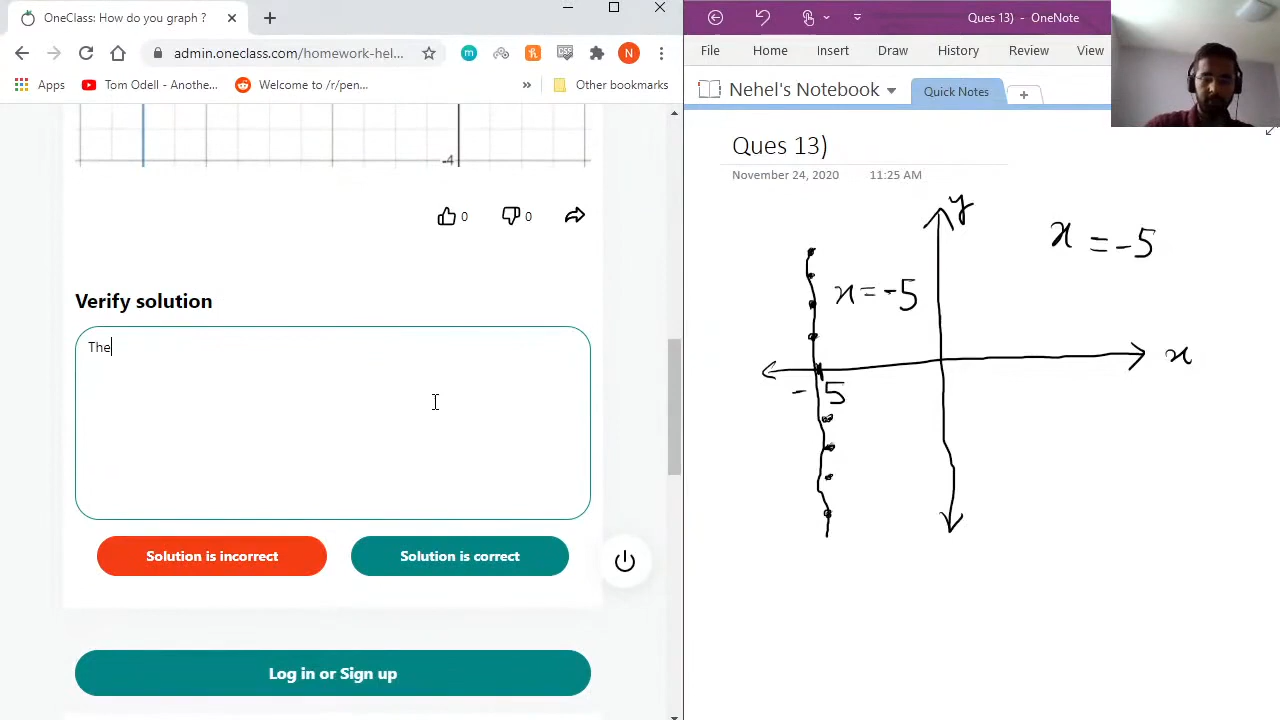 OneClass: How do you graph ?
admin.oneclass.com/homework-hel...
m
CSS
N
Apps
Tom Odell - Anothe...
Welcome to /r/pen...
»
Other bookmarks
-4
0
0
Verify solution
The
Solution is incorrect
Solution is correct
Log in or Sign up
Ques 13) - OneNote
File
Home
Insert
Draw
History
Review
View
Nehel's Notebook
Quick Notes
Ques 13)
November 24, 2020
11:25 AM
y
x = -5
x = -5
x
-5